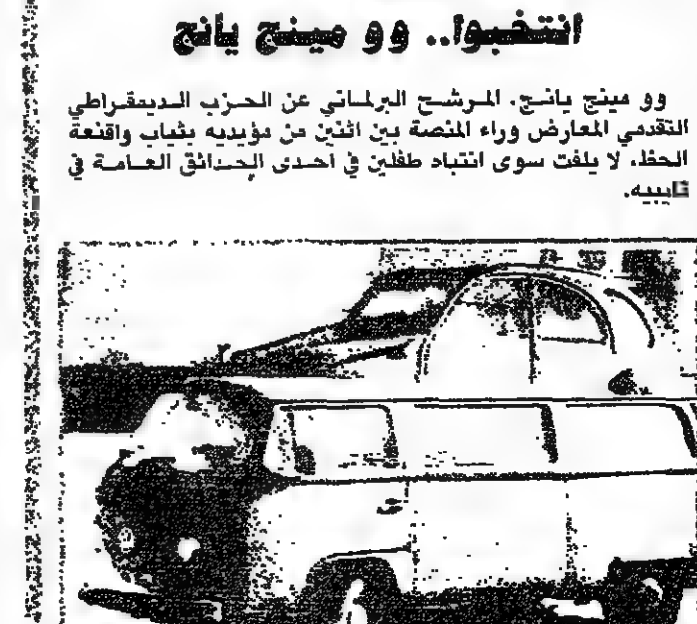 انتخبوا.. وو مينج يانج
وو مينج يانج. المرشح البرلماني عن الحزب الديمقراطي
التقدمي المعارض وراء المنصة بين اثنين من مؤيديه بثياب واقنعة
الحظ، لا يلفت سوى انتباه طفلين في احدى الحدائق العامة في
تايبيه.